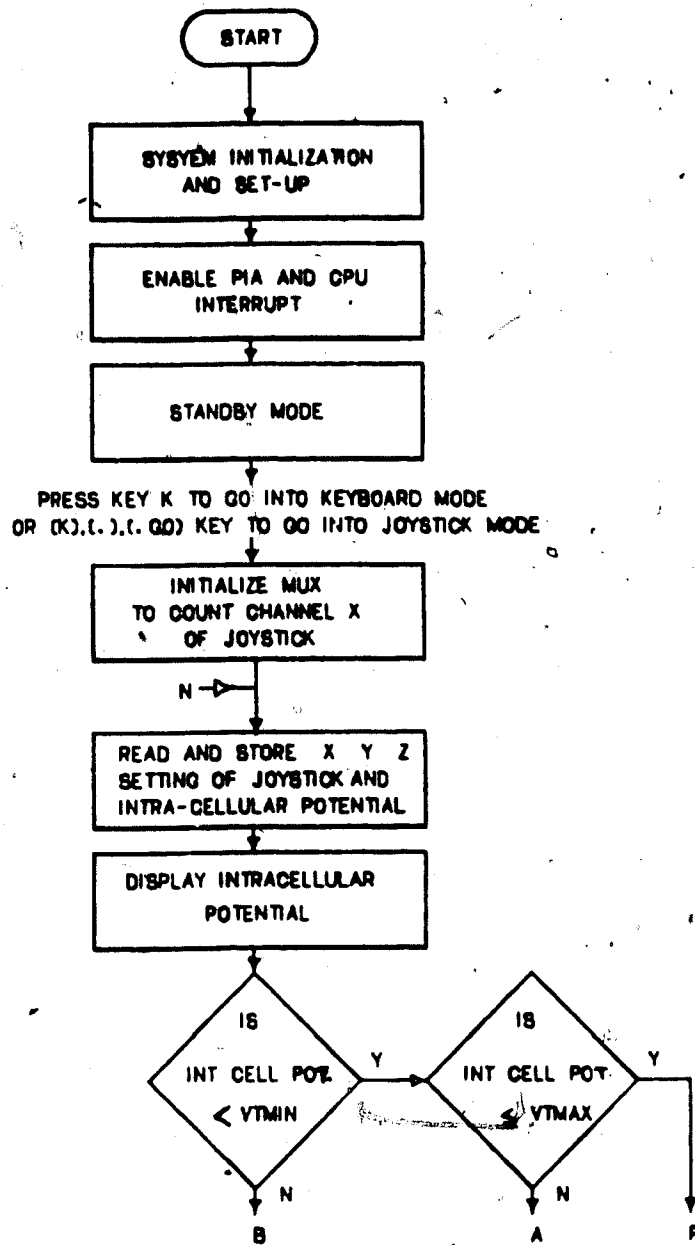 START
SYSYEM INITIALIZATION
AND SET-UP
ENABLE PIA AND CPU
INTERRUPT
STANDBY MODE
PRESS KEY K TO GO INTO KEYBOARD MODE
OR (K),(.),(. GO) KEY TO GO INTO JOYSTICK MODE
INITIALIZE MUX
TO COUNT CHANNEL X
OF JOYSTICK
N
READ AND STORE X Y Z
SETTING OF JOYSTICK AND
INTRA-CELLULAR POTENTIAL
DISPLAY INTRACELLULAR
POTENTIAL
IS
INT CELL POT.
< VTMIN
Y
N
B
IS
INT CELL POT
VTMAX
Y
N
A